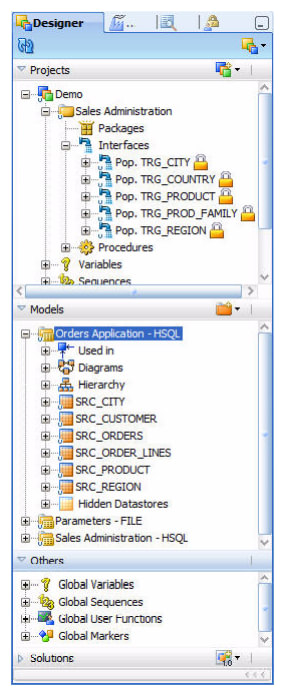 Designer
..
Projects
Demo
Sales Administration
Packages
Interfaces
Pop. TRG_CITY
Pop. TRG_COUNTRY
Pop. TRG_PRODUCT
Pop. TRG_PROD_FAMILY
Pop. TRG_REGION
Procedures
Variables
Sequences
Models
Orders Application - HSQL
Used in
Diagrams
Hierarchy
SRC_CITY
SRC_CUSTOMER
SRC_ORDERS
SRC_ORDER_LINES
SRC_PRODUCT
SRC_REGION
Hidden Datastores
Parameters - FILE
Sales Administration - HSQL
Others
Global Variables
Global Sequences
Global User Functions
Global Markers
Solutions
1.0